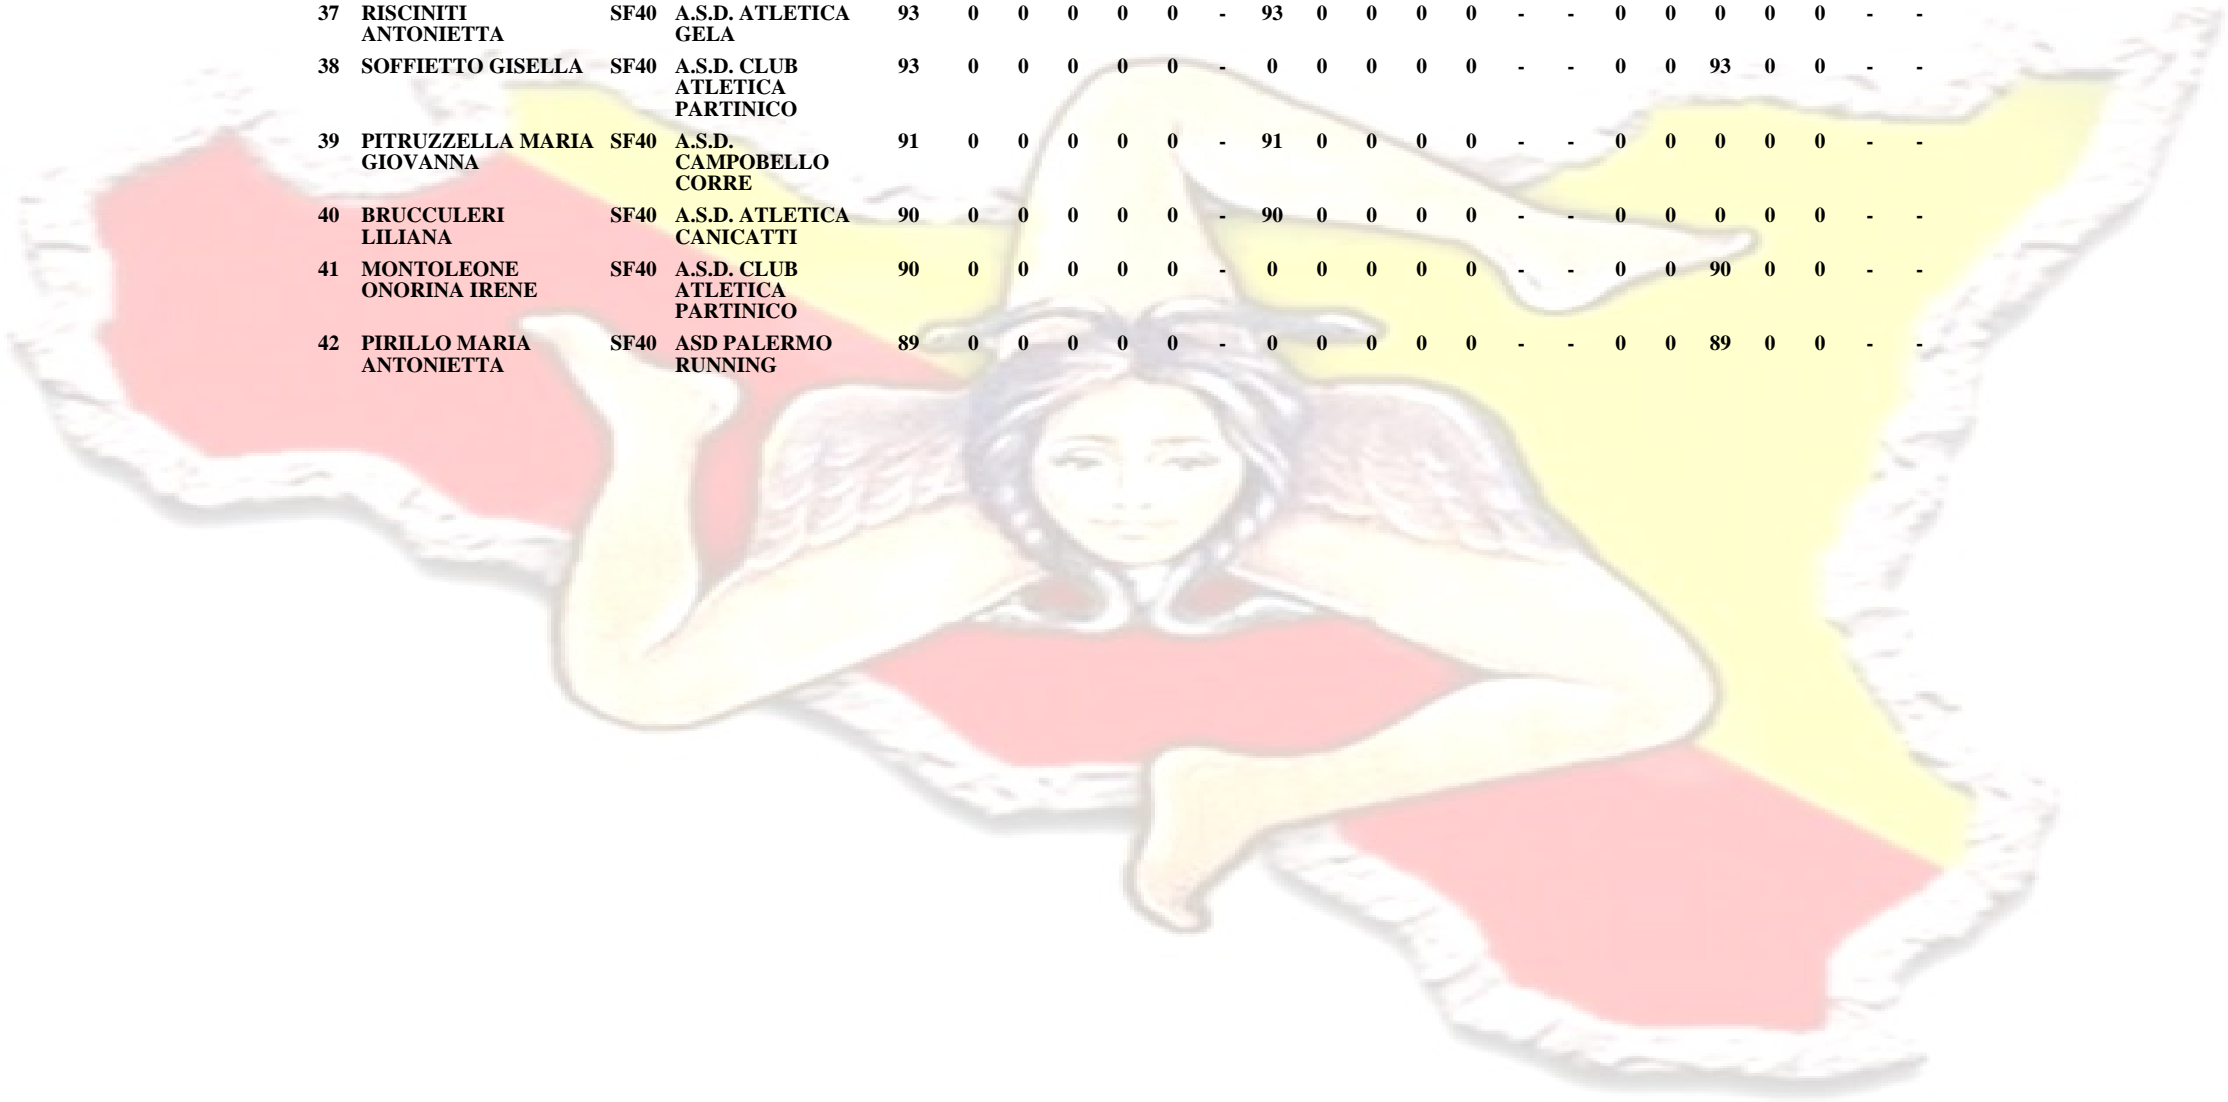 37 RISCINITI SF40 A.S.D. ATLETICA 93 0 0 0 0 0 - 93 0 0 0 0 - - 0 0 0 0 0 - -
ANTONIETTA GELA
38 SOFFIETTO GISELLA SF40 A.S.D. CLUB 93 0 0 0 0 0 - 0 0 0 0 0 - - 0 0 93 0 0 - -
ATLETICA
PARTINICO
39 PITRUZZELLA MARIA SF40 A.S.D. 91 0 0 0 0 0 - 91 0 0 0 0 - - 0 0 0 0 0 - -
GIOVANNA CAMPOBELLO
CORRE
40 BRUCCULERI SF40 A.S.D. ATLETICA 90 0 0 0 0 0 - 90 0 0 0 0 - - 0 0 0 0 0 - -
LILIANA CANICATTI
41 MONTOLEONE SF40 A.S.D. CLUB 90 0 0 0 0 0 - 0 0 0 0 0 - - 0 0 90 0 0 - -
ONORINA IRENE ATLETICA
PARTINICO
42 PIRILLO MARIA SF40 ASD PALERMO 89 0 0 0 0 0 - 0 0 0 0 0 - - 0 0 89 0 0 - -
ANTONIETTA RUNNING